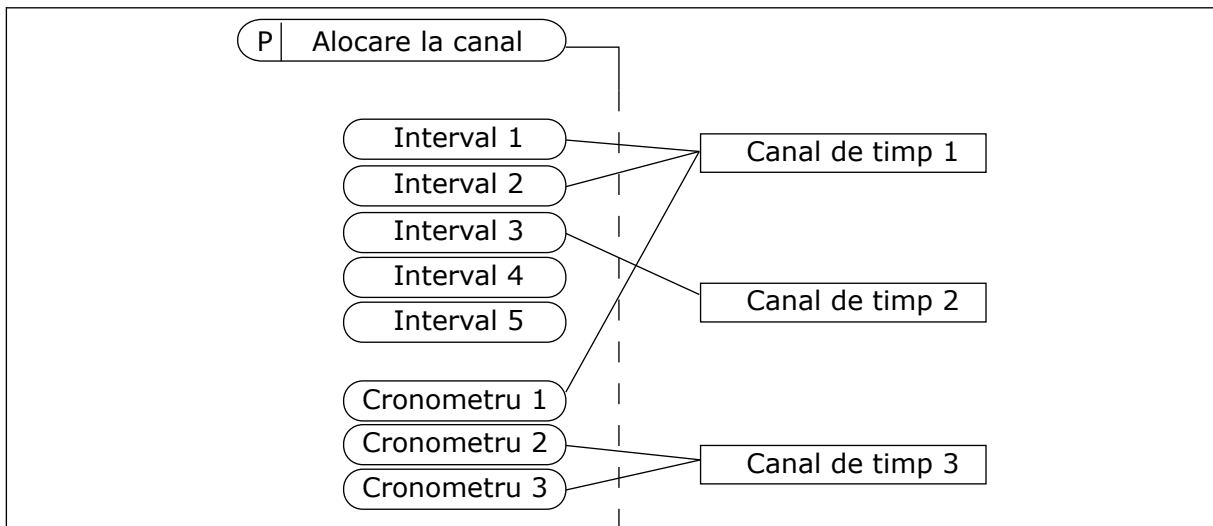 P Alocare la canal
Interval 1
Interval 2
Interval 3
Interval 4
Interval 5
Cronometru 1
Cronometru 2
Cronometru 3
Canal de timp 1
Canal de timp 2
Canal de timp 3